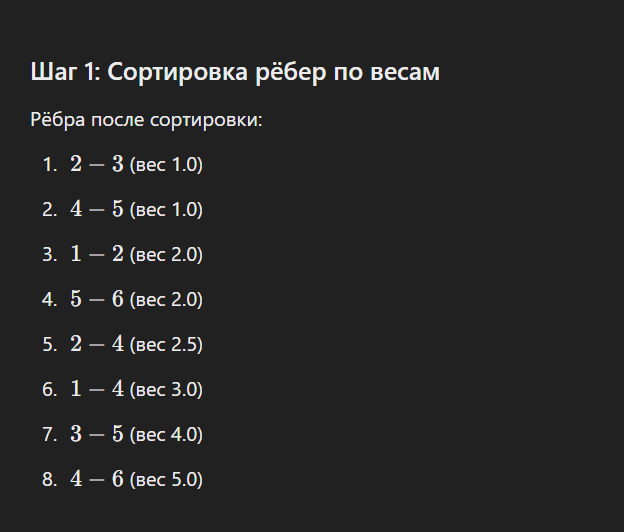 Шаг 1: Сортировка рёбер по весам
Рёбра после сортировки:
1. 2 − 3 (вес 1.0)
2. 4 − 5 (вес 1.0)
3. 1 − 2 (вес 2.0)
4. 5 − 6 (вес 2.0)
5. 2 − 4 (вес 2.5)
6. 1 − 4 (вес 3.0)
7. 3 − 5 (вес 4.0)
8. 4 − 6 (вес 5.0)